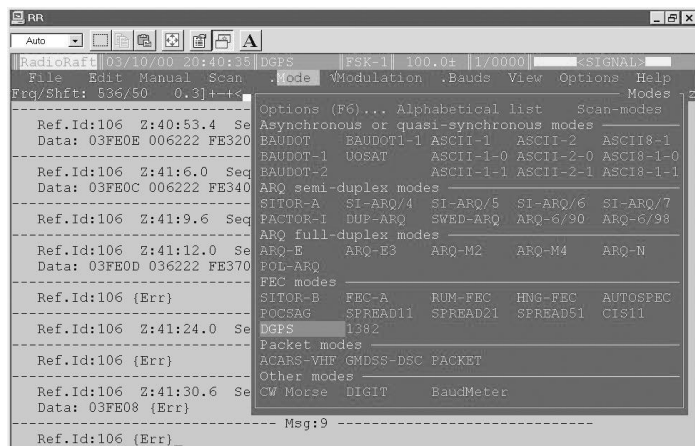 RR
Auto
A
RadioRaft 03/10/00 20:40:35 DGPS FSK-1 100.0± 1/0000 <SIGNAL>
File Edit Manual Scan .Mode √Modulation .Bauds View Options Help
Frq/Shft: 536/50 0.3]+—+< Modes
Options (F6)... Alphabetical list Scan-modes
Ref.Id:106 Z:40:53.4 Se Asynchronous or quasi-synchronous modes
Data: 03FE0E 006222 FE320 BAUDOT BAUDOT1-1 ASCII-1 ASCII-2 ASCII8-1
BAUDOT-1 UOSAT ASCII-1-0 ASCII-2-0 ASCI8-1-0
Ref.Id:106 Z:41:6.0 Seq BAUDOT-2 ASCII-1-1 ASCII-2-1 ASCI8-1-1
Data: 03FE0C 006222 FE340 ARQ semi-duplex modes
SITOR-A SI-ARQ/4 SI-ARQ/5 SI-ARQ/6 SI-ARQ/7
Ref.Id:106 Z:41:9.6 Seq PACTOR-I DUP-ARQ SWED-ARQ ARQ-6/90 ARQ-6/98
ARQ full-duplex modes
Ref.Id:106 Z:41:12.0 Se ARQ-E ARQ-E3 ARQ-M2 ARQ-M4 ARQ-N
Data: 03FE0D 036222 FE370 POL-ARQ
FEC modes
Ref.Id:106 {Err} SITOR-B FEC-A RUM-FEC HNG-FEC AUTOSPEC
POCSAG SPREAD11 SPREAD21 SPREAD51 CIS11
Ref.Id:106 Z:41:24.0 Se DGPS 1382
Packet modes
Ref.Id:106 {Err} ACARS-VHF GMDSS-DSC PACKET
Other modes
Ref.Id:106 Z:41:30.6 Se CW Morse DIGIT BaudMeter
Data: 03FE08 {Err}
Msg:9
Ref.Id:106 {Err}_